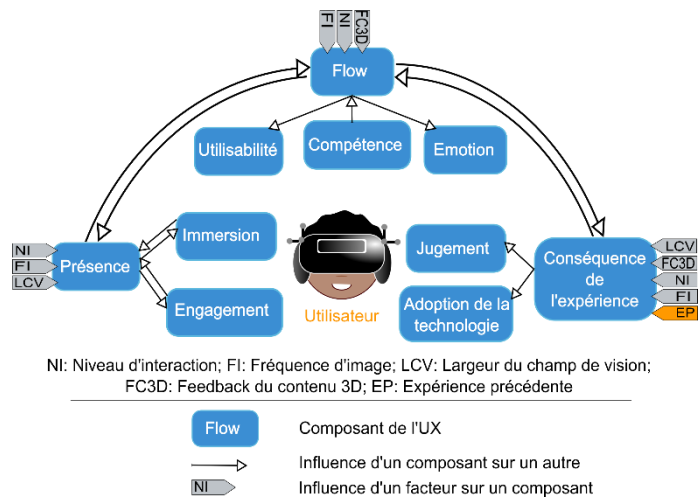 FI
NI
FC3D
Flow
Utilisabilité
Compétence
Emotion
NI
FI
LCV
Présence
Immersion
Engagement
Utilisateur
Jugement
Adoption de la
technologie
Conséquence
de
l'expérience
LCV
FC3D
NI
FI
EP
NI: Niveau d'interaction; FI: Fréquence d'image; LCV: Largeur du champ de vision;
FC3D: Feedback du contenu 3D; EP: Expérience précédente
Flow
Composant de l'UX
Influence d'un composant sur un autre
NI
Influence d'un facteur sur un composant